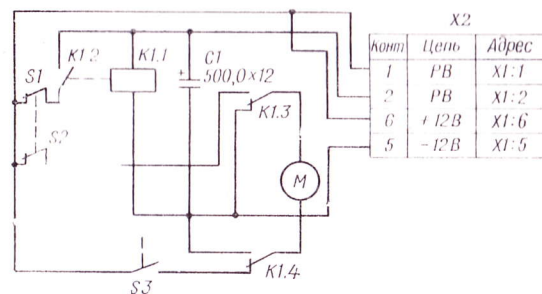 X2
Конт Цепь Адрес
1 РВ X1:1
2 РВ X1:2
6 +12В X1:6
5 -12В X1:5
K1.2 K1.1 C1
+ 500,0×12
S1
K1.3
S2
М
K1.4
S3